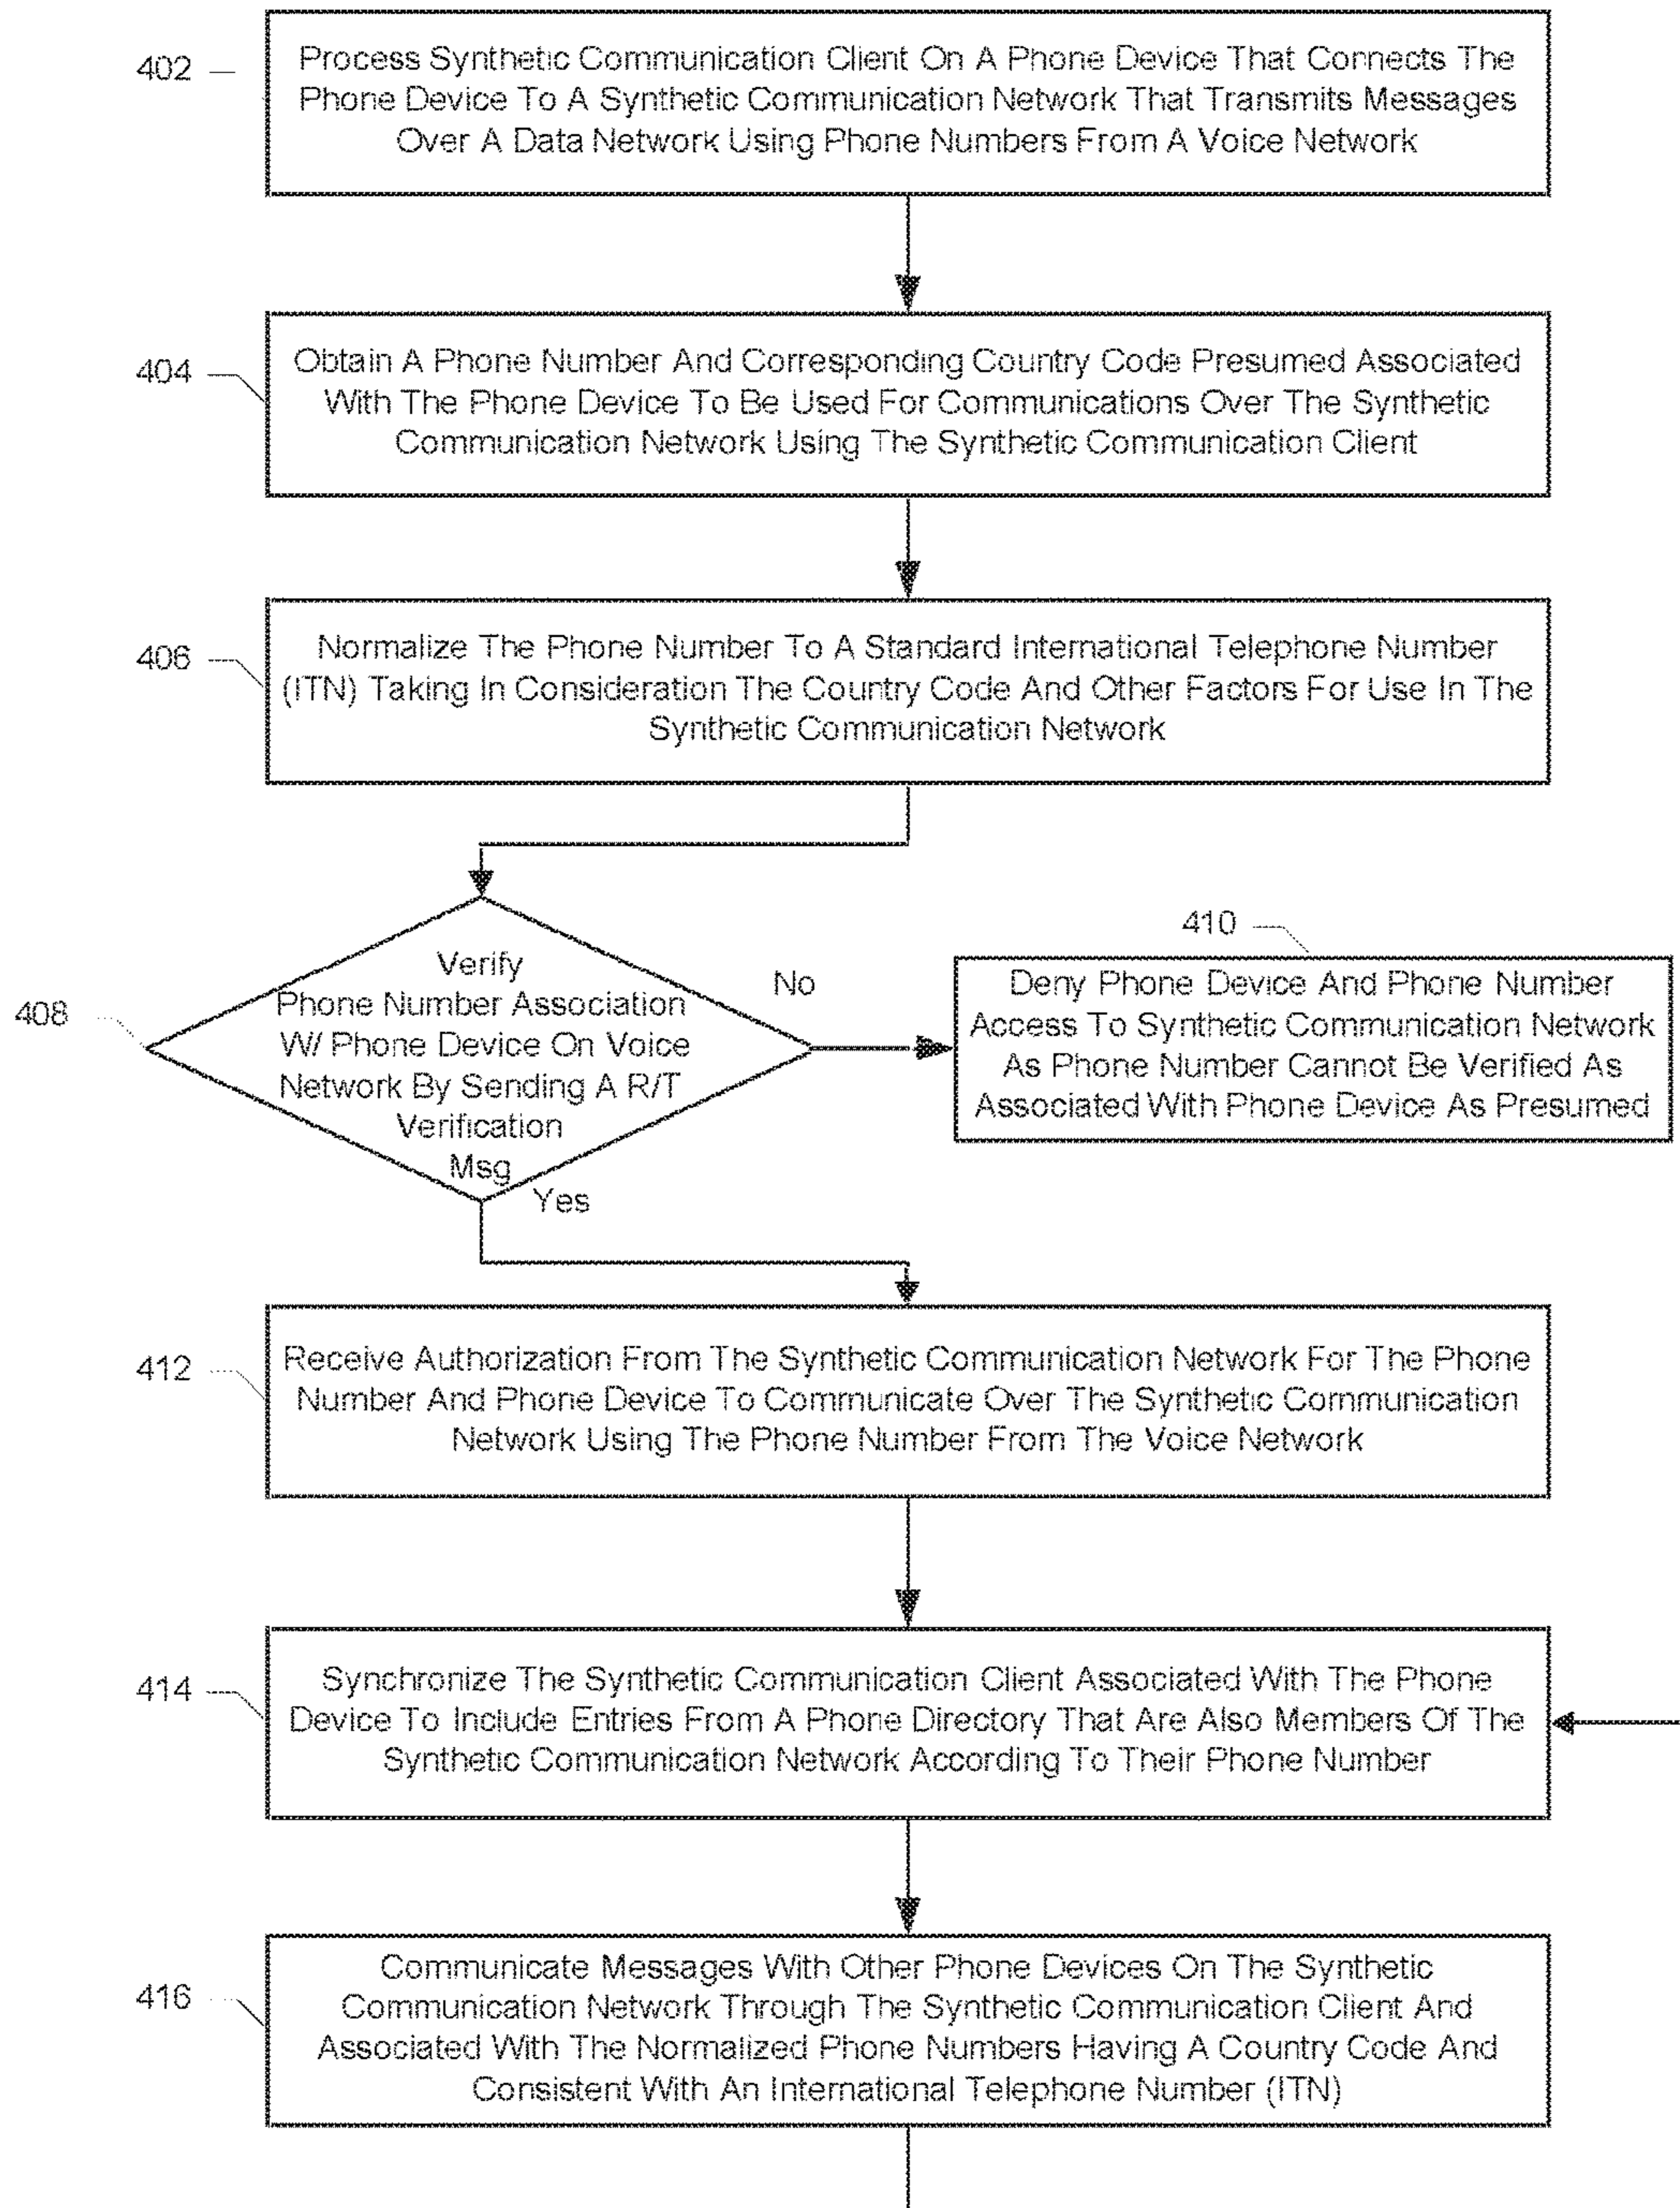 402
Process Synthetic Communication Client On A Phone Device That Connects The
Phone Device To A Synthetic Communication Network That Transmits Messages
Over A Data Network Using Phone Numbers From A Voice Network
404
Obtain A Phone Number And Corresponding Country Code Presumed Associated
With The Phone Device To Be Used For Communications Over The Synthetic
Communication Network Using The Synthetic Communication Client
406
Normalize The Phone Number To A Standard International Telephone Number
(ITN) Taking In Consideration The Country Code And Other Factors For Use In The
Synthetic Communication Network
408
Verify
Phone Number Association
W/ Phone Device On Voice
Network By Sending A R/T
Verification
Msg
No
Yes
410
Deny Phone Device And Phone Number
Access To Synthetic Communication Network
As Phone Number Cannot Be Verified As
Associated With Phone Device As Presumed
412
Receive Authorization From The Synthetic Communication Network For The Phone
Number And Phone Device To Communicate Over The Synthetic Communication
Network Using The Phone Number From The Voice Network
414
Synchronize The Synthetic Communication Client Associated With The Phone
Device To Include Entries From A Phone Directory That Are Also Members Of The
Synthetic Communication Network According To Their Phone Number
416
Communicate Messages With Other Phone Devices On The Synthetic
Communication Network Through The Synthetic Communication Client And
Associated With The Normalized Phone Numbers Having A Country Code And
Consistent With An International Telephone Number (ITN)